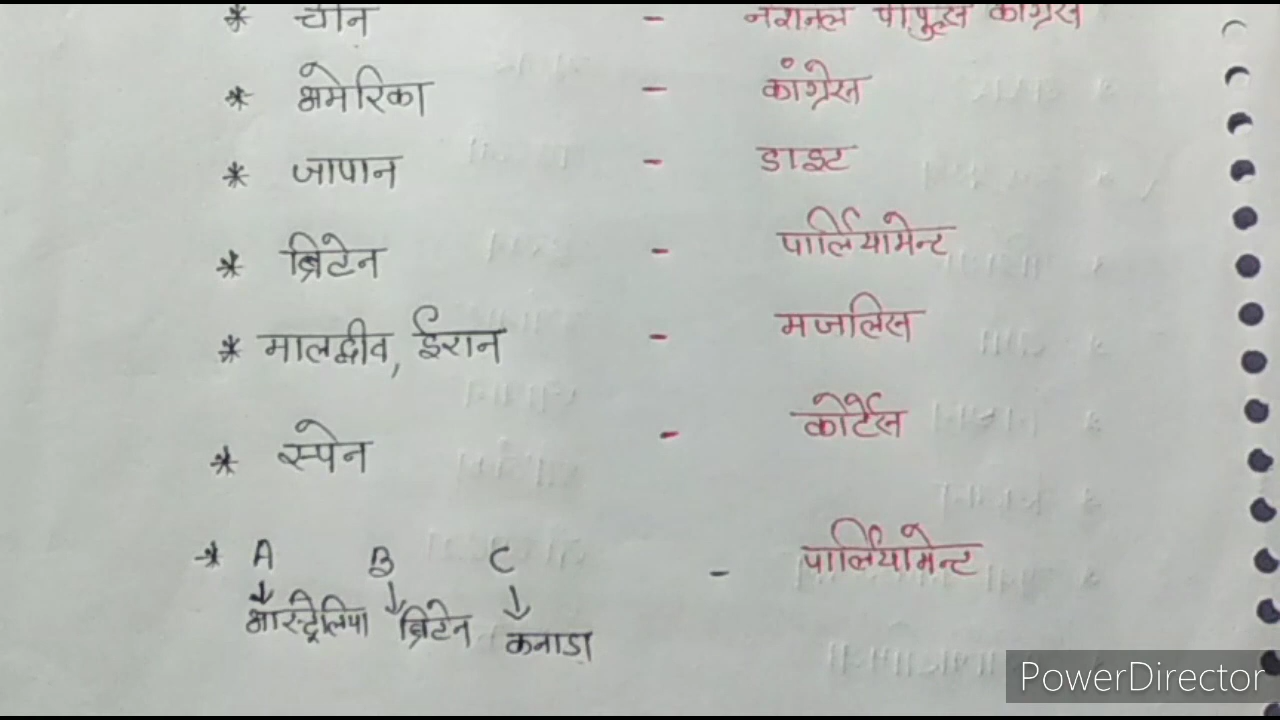 * चीन - नेशनल पीपुल्स कांग्रेस
* अमेरिका - कांग्रेस
* जापान - डाइट
* ब्रिटेन - पार्लियामेन्ट
* मालद्वीव, ईरान - मजलिस
* स्पेन - कोर्टेस
* A B C - पार्लियामेन्ट
↓ ↓ ↓
आस्ट्रेलिया ब्रिटेन कनाडा
PowerDirector